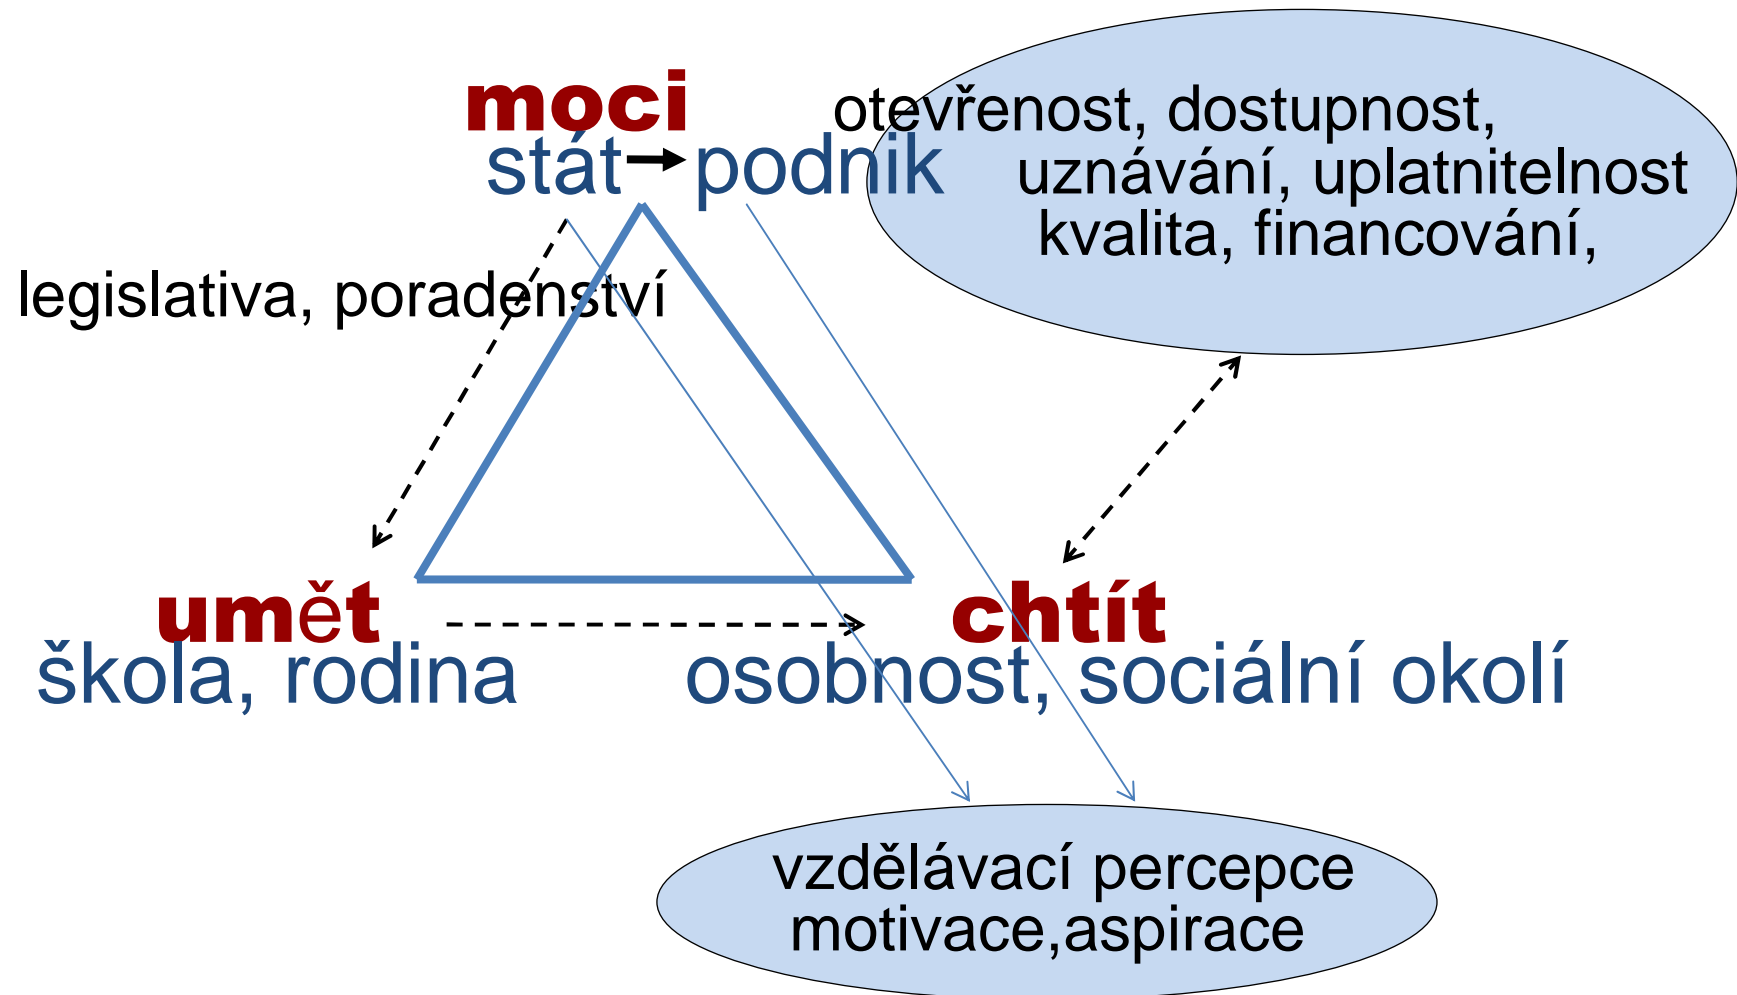 moci
stát podnik
otevřenost, dostupnost,
uznávání, uplatnitelnost
kvalita, financování,
legislativa, poradenství
umět
škola, rodina
chtít
osobnost, sociální okolí
vzdělávací percepce
motivace,aspirace